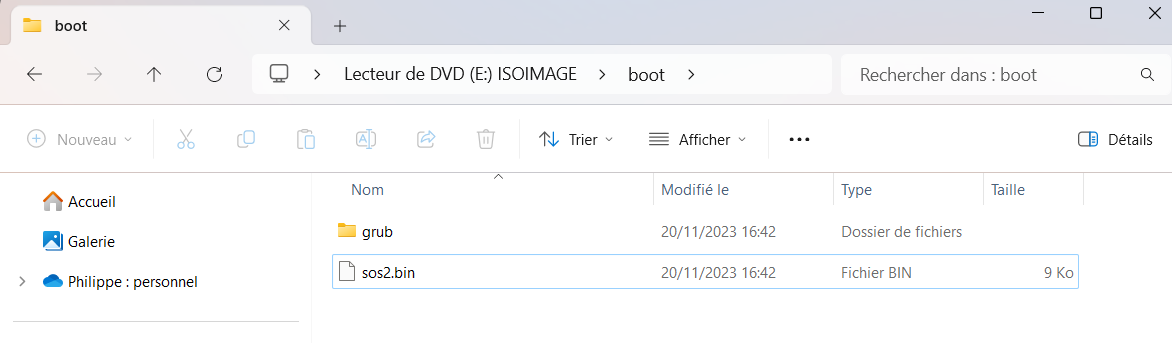 boot
Lecteur de DVD (E:) ISOIMAGE > boot >
Rechercher dans : boot
Nouveau
Trier
Afficher
Détails
Accueil
Galerie
Philippe : personnel
Nom Modifié le Type Taille
grub 20/11/2023 16:42 Dossier de fichiers
sos2.bin 20/11/2023 16:42 Fichier BIN 9 Ko